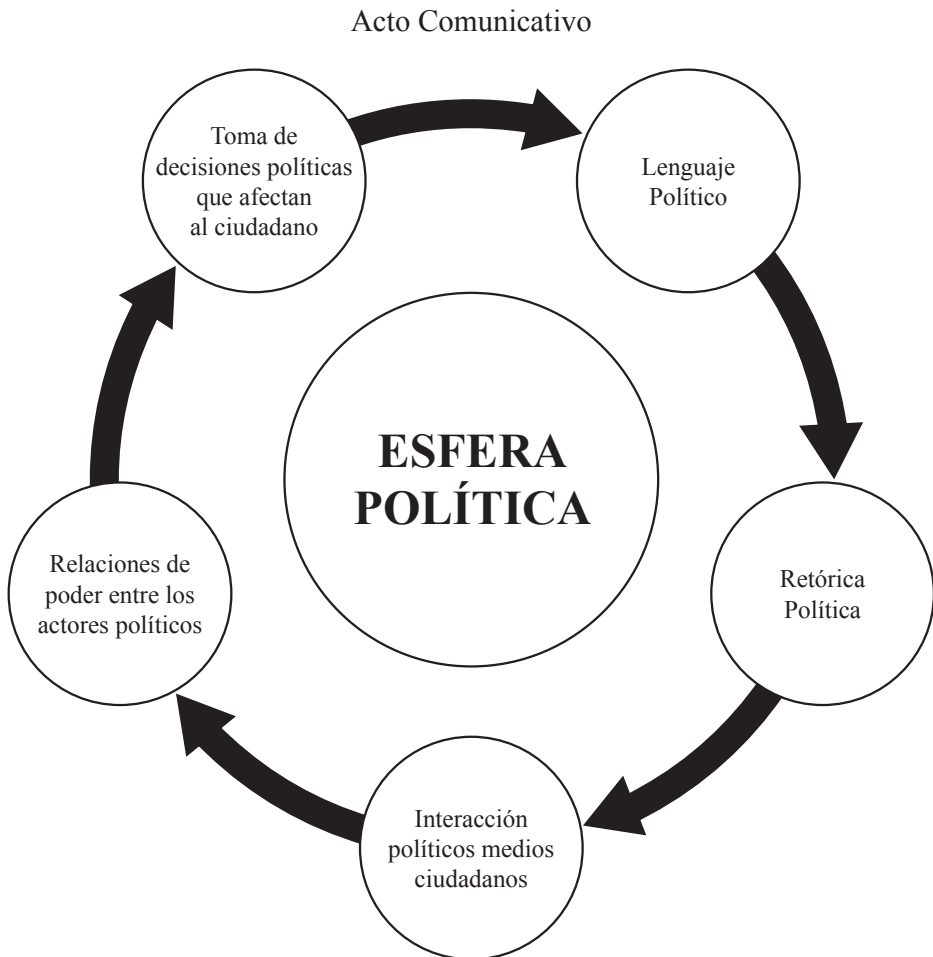 Acto Comunicativo
Toma de
decisiones políticas
que afectan
al ciudadano
Lenguaje
Político
ESFERA
POLÍTICA
Relaciones de
poder entre los
actores políticos
Retórica
Política
Interacción
políticos medios
ciudadanos